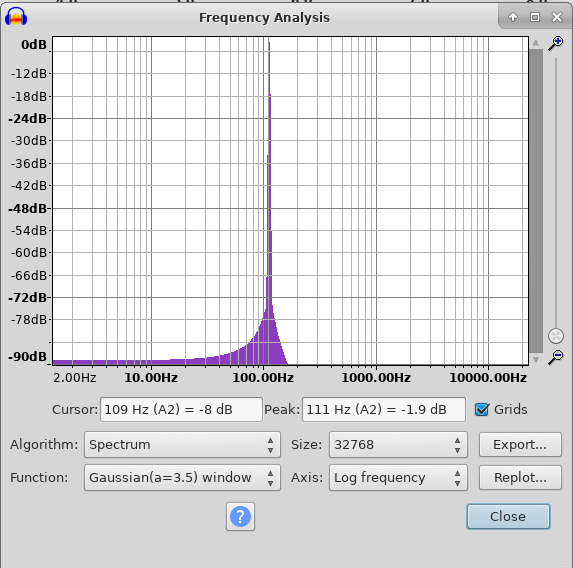 Frequency Analysis
0dB
-12dB
-18dB
-24dB
-30dB
-36dB
-42dB
-48dB
-54dB
-60dB
-66dB
-72dB
-78dB
-90dB
2.00Hz 10.00Hz 100.00Hz 1000.00Hz 10000.00Hz
Cursor: 109 Hz (A2) = -8 dB Peak: 111 Hz (A2) = -1.9 dB Grids
Algorithm: Spectrum Size: 32768 Export...
Function: Gaussian(a=3.5) window Axis: Log frequency Replot...
? Close